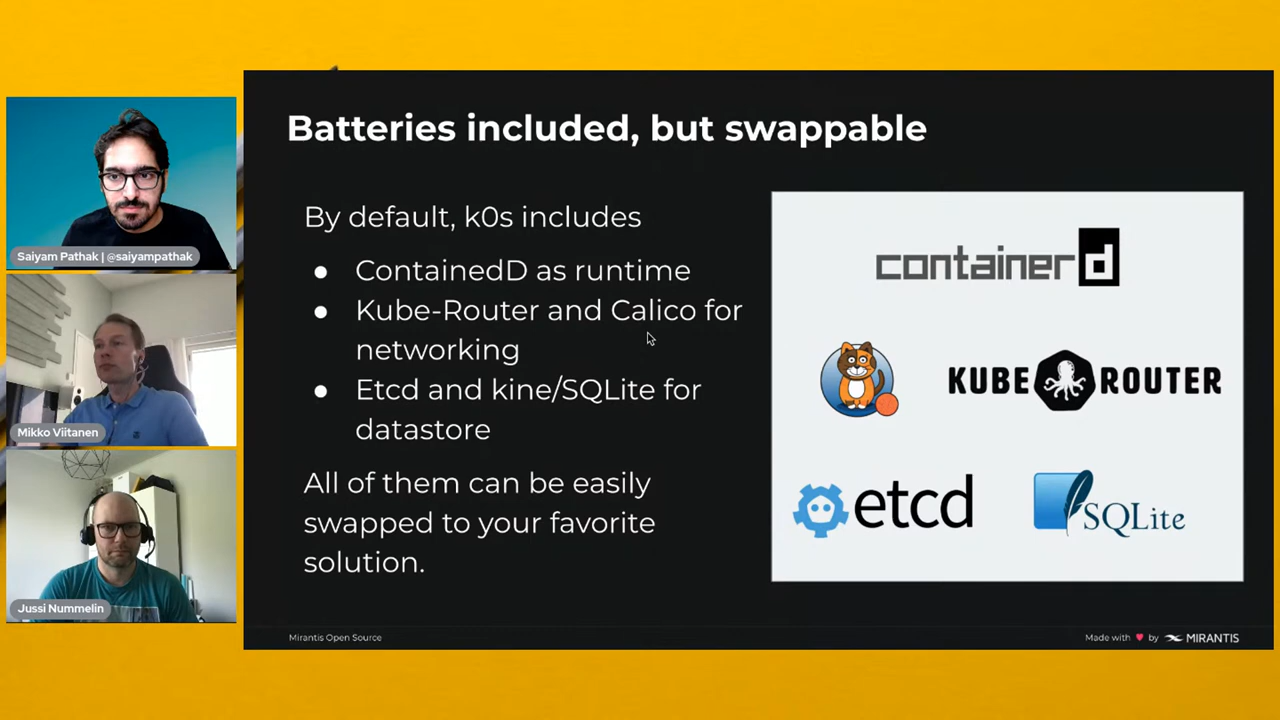 Batteries included, but swappable
By default, k0s includes
● ContainedD as runtime
● Kube-Router and Calico for
networking
● Etcd and kine/SQLite for
datastore
All of them can be easily
swapped to your favorite
solution.
containerd
KUBE ROUTER
etcd
SQLite
Mirantis Open Source
Made with ♥ by MIRANTIS
Saiyam Pathak | @saiyampathak
Mikko Viitanen
Jussi Nummelin